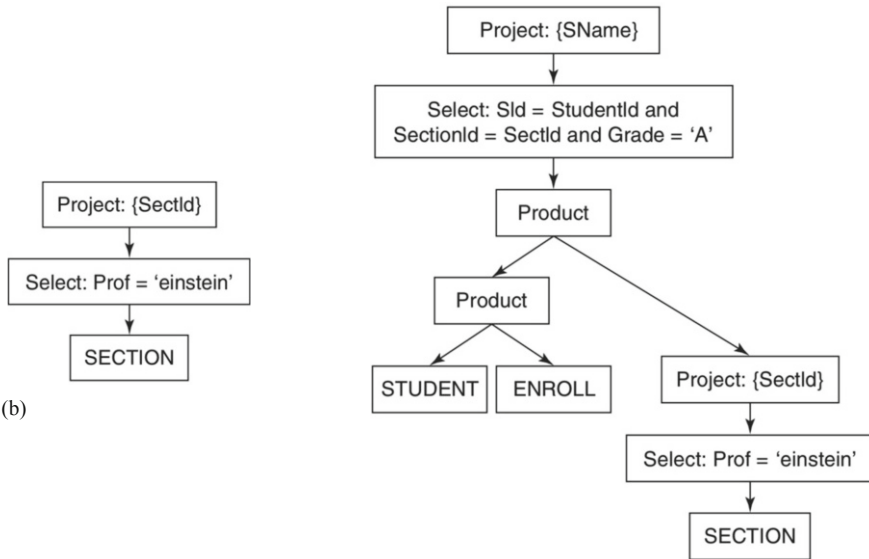 Project: {SectId}
Select: Prof = ‘einstein’
SECTION
(b)
Project: {SName}
Select: SId = StudentId and
SectionId = SectId and Grade = ‘A’
Product
Product
STUDENT
ENROLL
Project: {SectId}
Select: Prof = ‘einstein’
SECTION